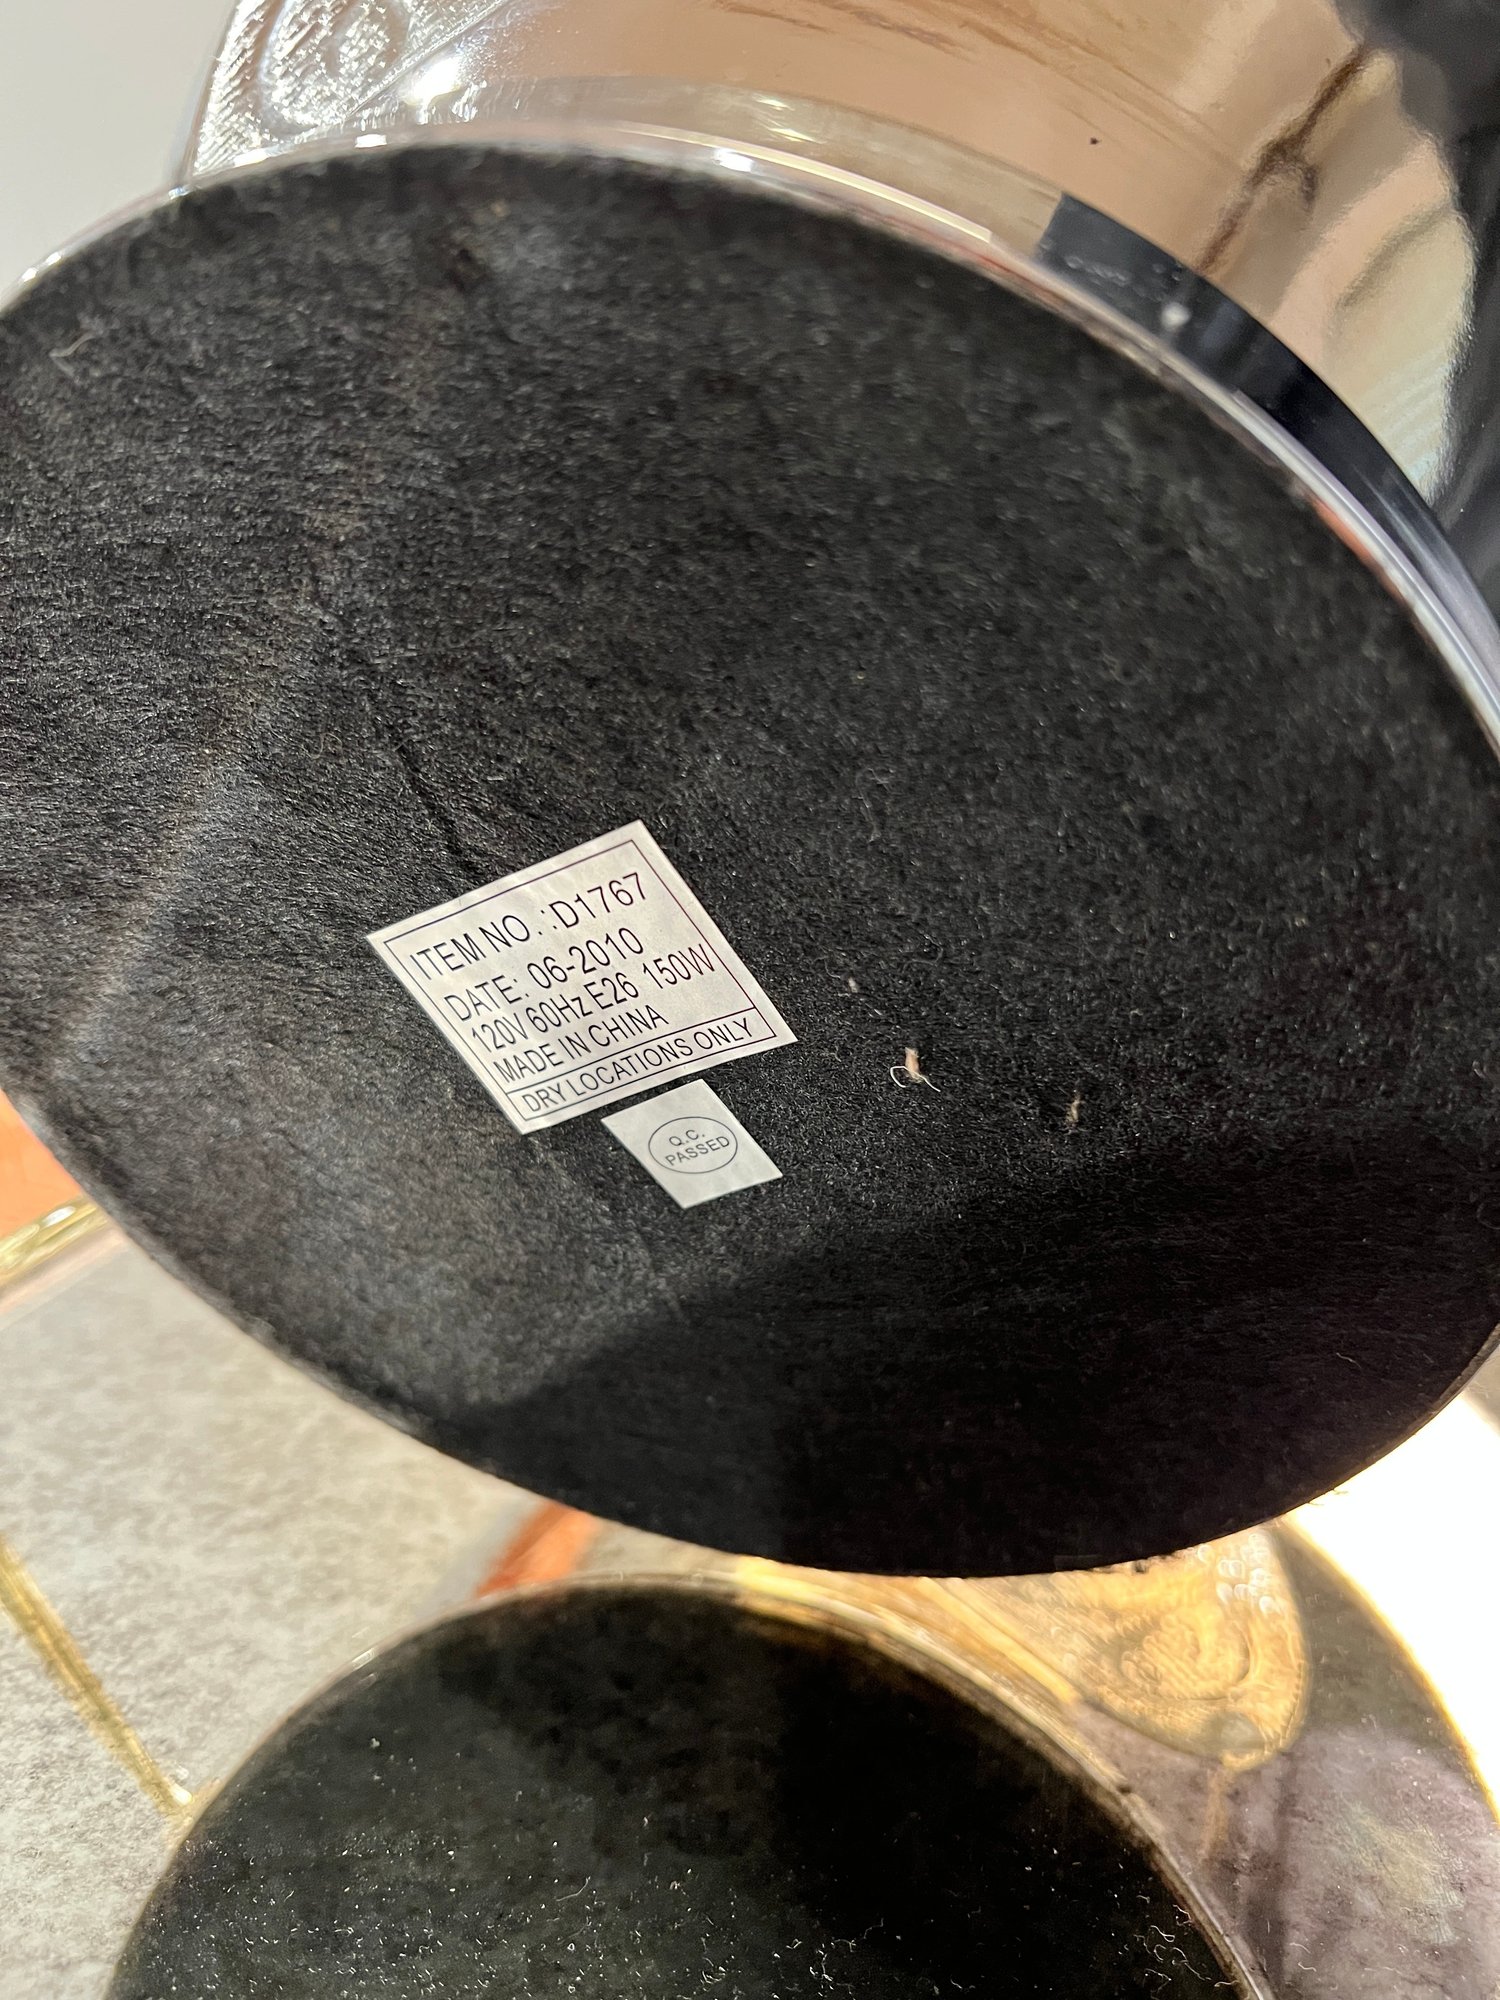 ITEM NO. :D1767
DATE: 06-2010
120V 60Hz E26 150W
MADE IN CHINA
DRY LOCATIONS ONLY
Q.C.
PASSED